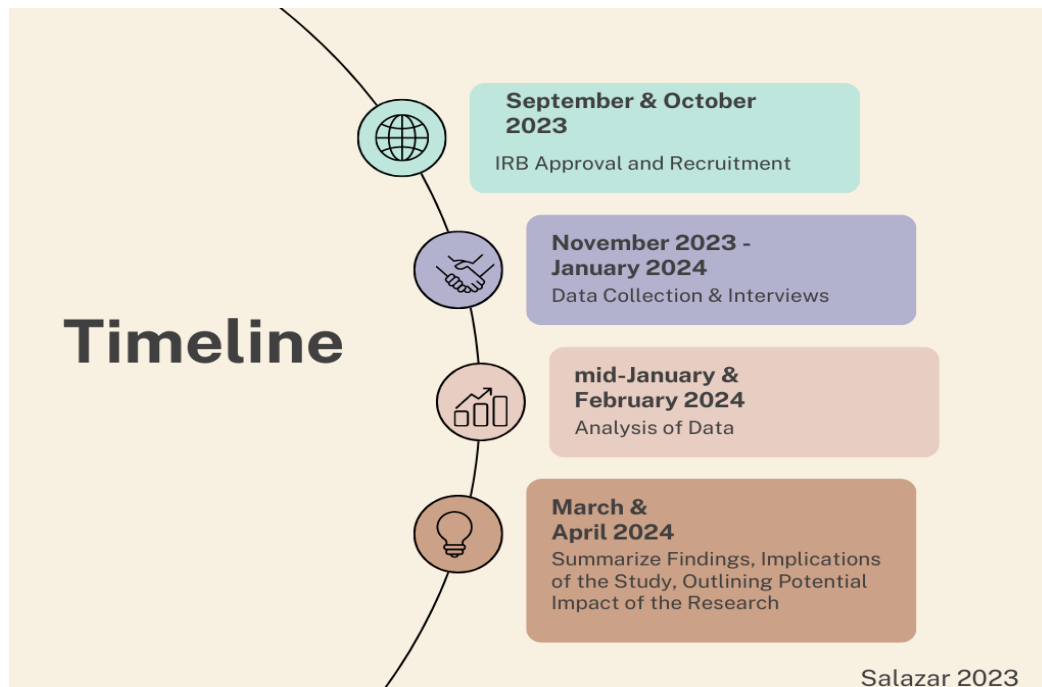 Timeline
September & October
2023
IRB Approval and Recruitment
November 2023 -
January 2024
Data Collection & Interviews
mid-January &
February 2024
Analysis of Data
March &
April 2024
Summarize Findings, Implications
of the Study, Outlining Potential
Impact of the Research
Salazar 2023